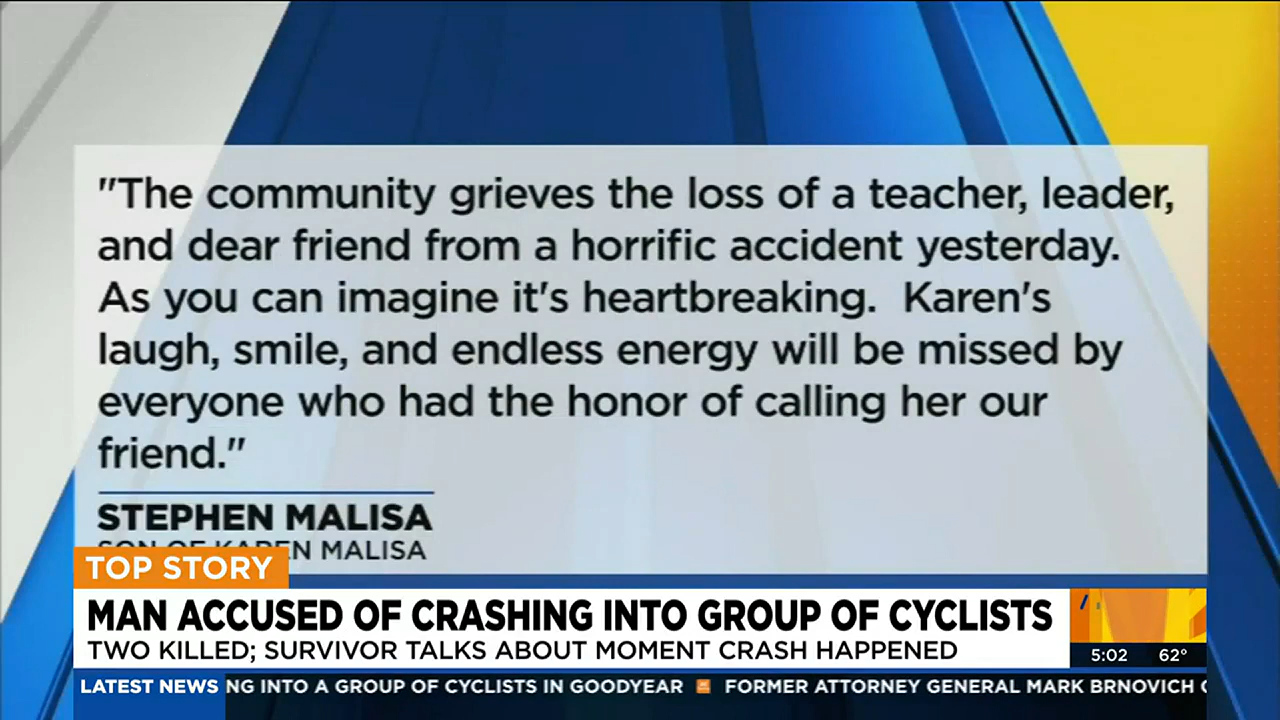 "The community grieves the loss of a teacher, leader,
and dear friend from a horrific accident yesterday.
As you can imagine it's heartbreaking.  Karen's
laugh, smile, and endless energy will be missed by
everyone who had the honor of calling her our
friend."
STEPHEN MALISA
SON OF KAREN MALISA
TOP STORY
MAN ACCUSED OF CRASHING INTO GROUP OF CYCLISTS
TWO KILLED; SURVIVOR TALKS ABOUT MOMENT CRASH HAPPENED
5:02 62°
LATEST NEWS NG INTO A GROUP OF CYCLISTS IN GOODYEAR FORMER ATTORNEY GENERAL MARK BRNOVICH